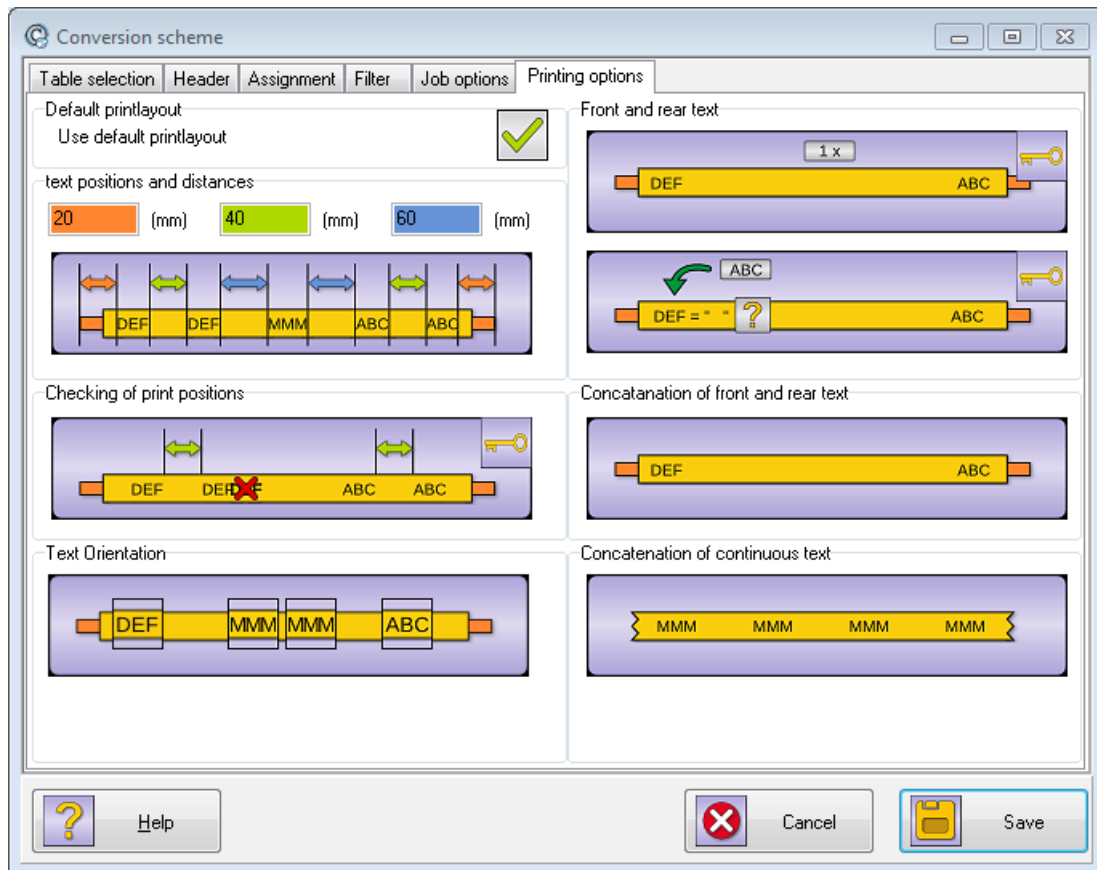 Conversion scheme
Table selection Header Assignment Filter Job options Printing options
Default printlayout
Use default printlayout
text positions and distances
20 (mm) 40 (mm) 60 (mm)
DEF DEF MMM ABC ABC
Checking of print positions
DEF DEF DEF ABC ABC
Text Orientation
DEF MMM MMM ABC
Front and rear text
1 x
DEF ABC
ABC
DEF = " " ? ABC
Concatanation of front and rear text
DEF ABC
Concatenation of continuous text
MMM MMM MMM MMM
? Help Cancel Save